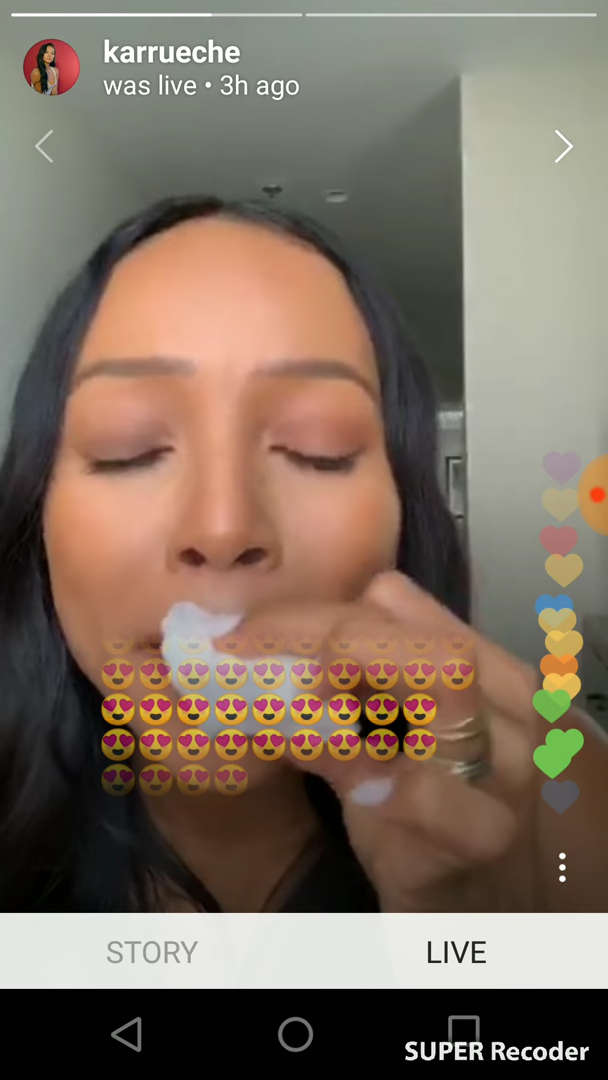 karrueche
was live • 3h ago
STORY
LIVE
SUPER Recoder